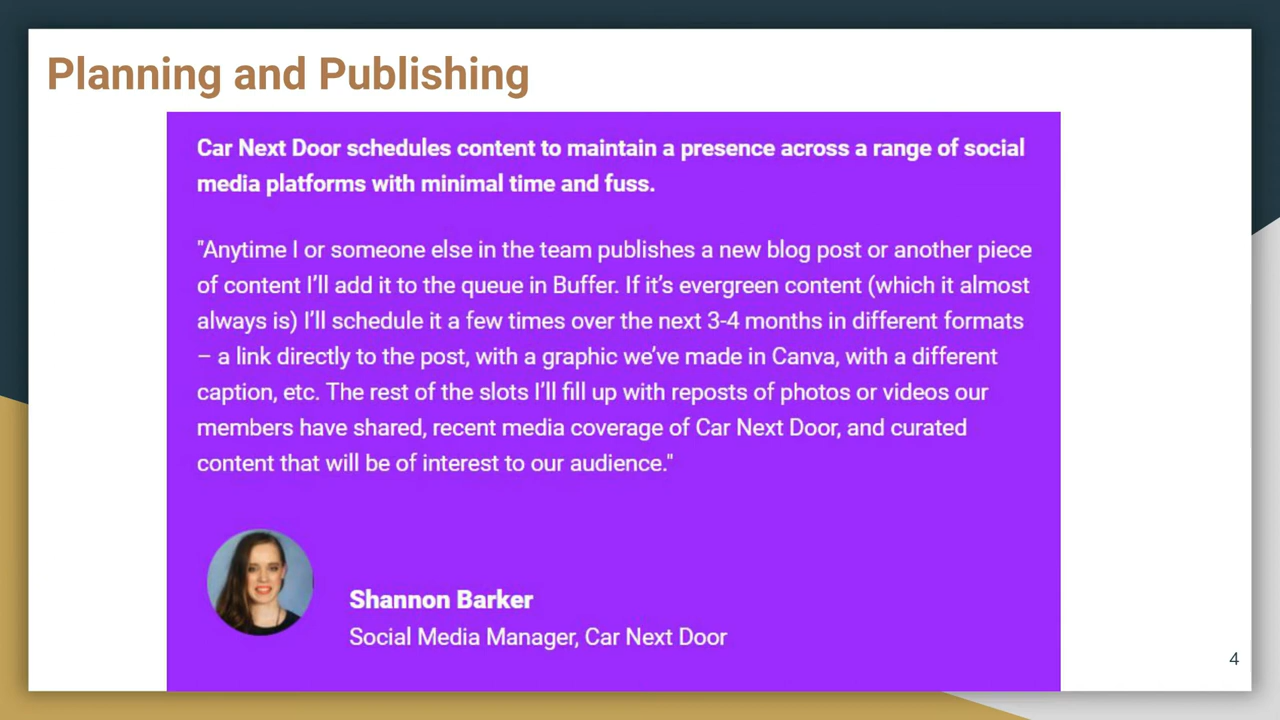 Planning and Publishing
Car Next Door schedules content to maintain a presence across a range of social
media platforms with minimal time and fuss.
"Anytime I or someone else in the team publishes a new blog post or another piece
of content I’ll add it to the queue in Buffer. If it’s evergreen content (which it almost
always is) I’ll schedule it a few times over the next 3-4 months in different formats
– a link directly to the post, with a graphic we’ve made in Canva, with a different
caption, etc. The rest of the slots I’ll fill up with reposts of photos or videos our
members have shared, recent media coverage of Car Next Door, and curated
content that will be of interest to our audience."
Shannon Barker
Social Media Manager, Car Next Door
4